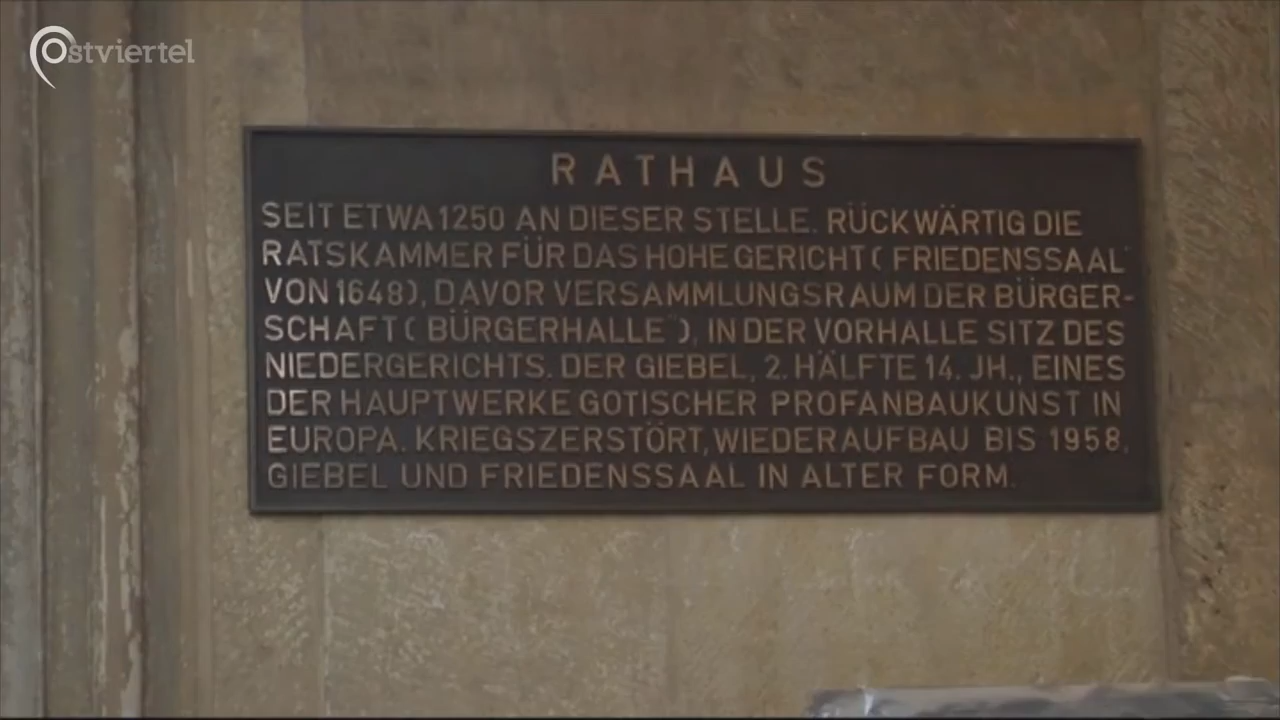 Ostviertel
RATHAUS
SEIT ETWA 1250 AN DIESER STELLE. RÜCKWÄRTIG DIE
RATSKAMMER FÜR DAS HOHE GERICHT ( FRIEDENSSAAL"
VON 1648), DAVOR VERSAMMLUNGSRAUM DER BÜRGER-
SCHAFT ( BÜRGERHALLE"), IN DER VORHALLE SITZ DES
NIEDERGERICHTS. DER GIEBEL, 2. HÄLFTE 14. JH., EINES
DER HAUPTWERKE GOTISCHER PROFANBAUKUNST IN
EUROPA. KRIEGSZERSTÖRT, WIEDERAUFBAU BIS 1958,
GIEBEL UND FRIEDENSSAAL IN ALTER FORM.